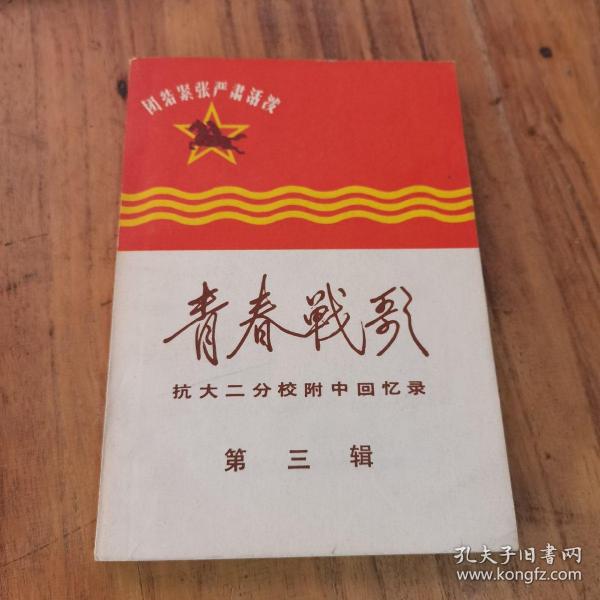 团结紧张严肃活泼
青春战歌
抗大二分校附中回忆录
第三辑
孔夫子旧书网
www.kongfz.com